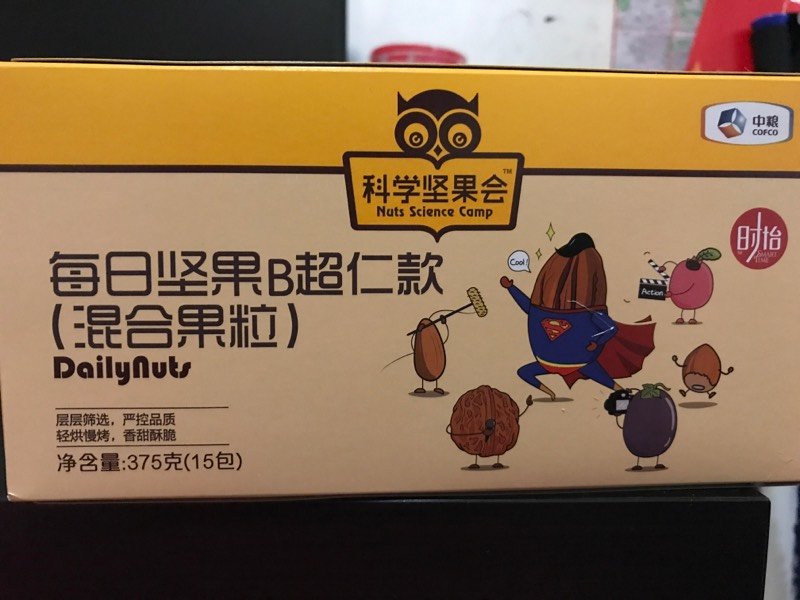 中粮
COFCO
科学坚果会™
Nuts Science Camp
时怡
SMART
TIME
每日坚果B超仁款
(混合果粒)
DailyNuts
Cool!
Action
层层筛选,严控品质
轻烘慢烤,香甜酥脆
净含量:375克(15包)